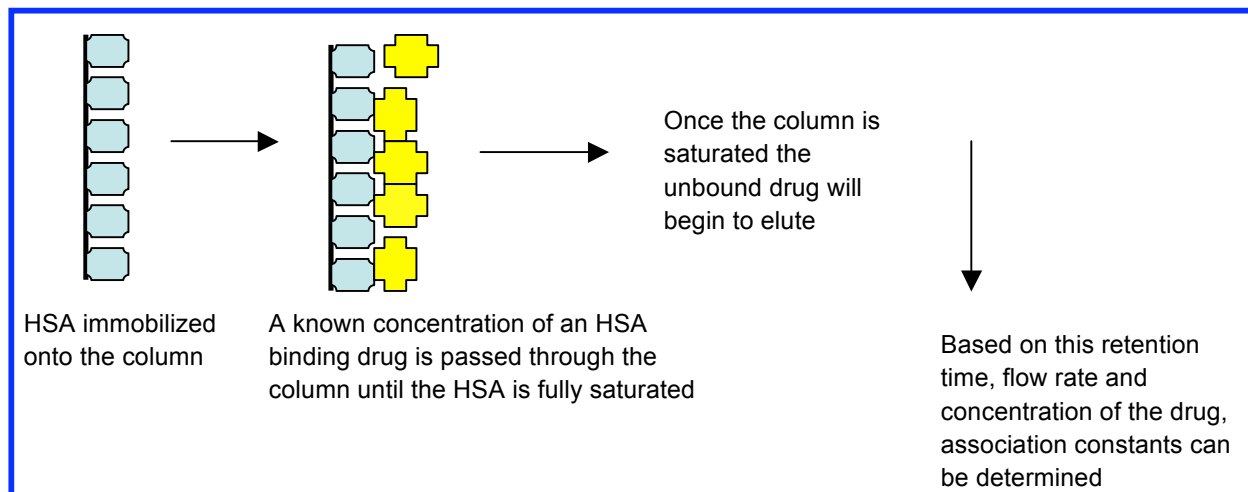 HSA immobilized
onto the column
A known concentration of an HSA
binding drug is passed through the
column until the HSA is fully saturated
Once the column is
saturated the
unbound drug will
begin to elute
Based on this retention
time, flow rate and
concentration of the drug,
association constants can
be determined